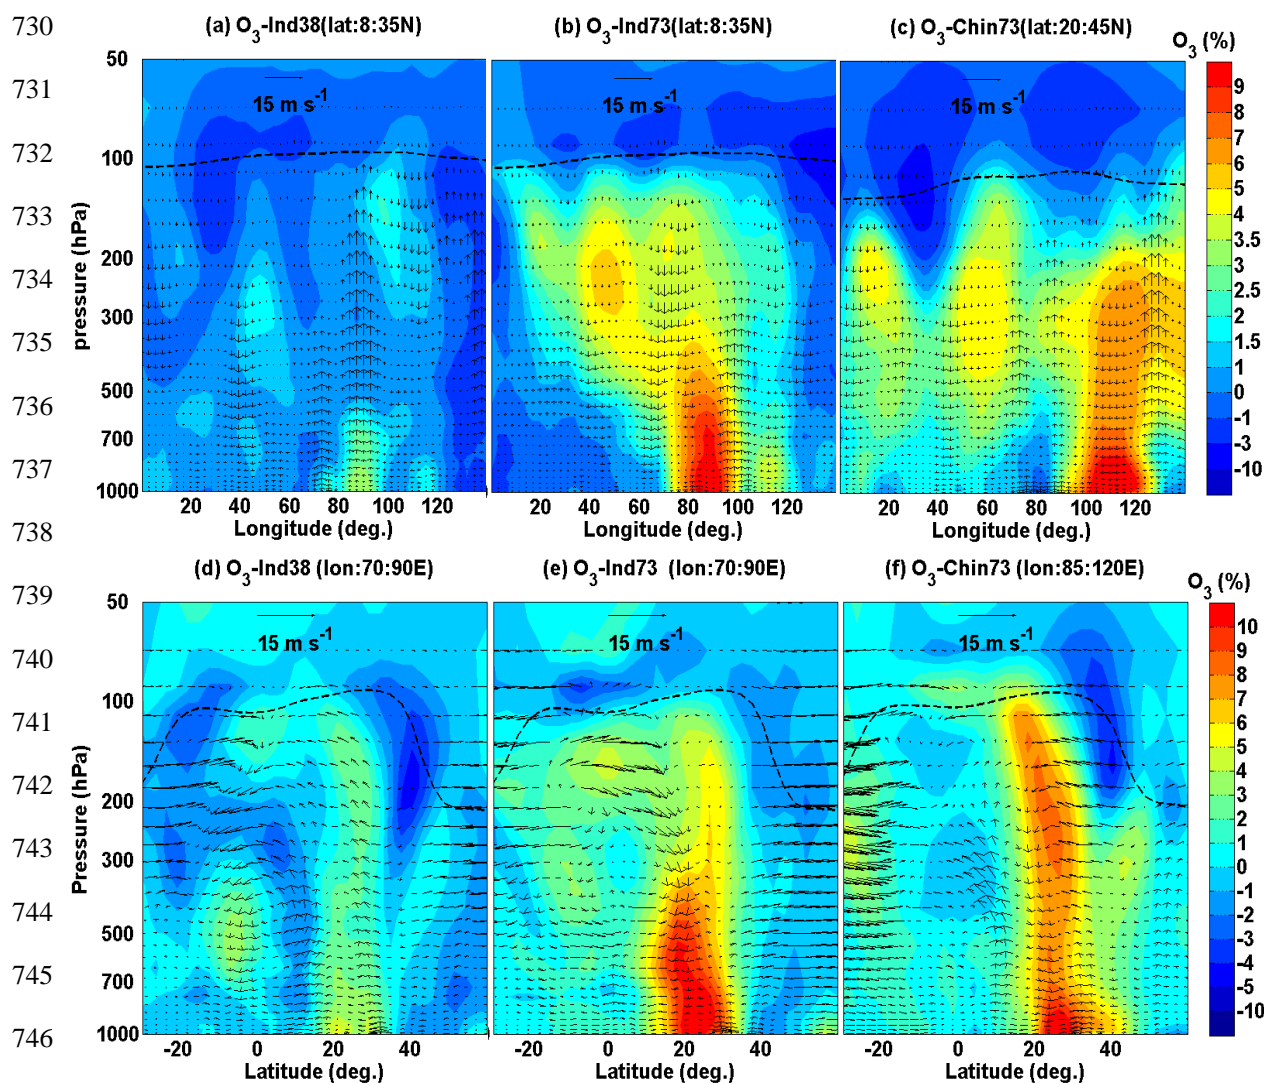 730
(a) O3-Ind38(lat:8:35N)
(b) O3-Ind73(lat:8:35N)
(c) O3-Chin73(lat:20:45N)
O3 (%)
731
732
733
734
735
736
737
738
739
740
741
742
743
744
745
746
50
100
200
300
500
700
1000
pressure (hPa)
15 m s-1
15 m s-1
15 m s-1
9
8
7
6
5
4
3.5
3
2.5
2
1.5
0
-1
-3
-10
20 40 60 80 100 120
20 40 60 80 100 120
20 40 60 80 100 120
Longitude (deg.)
Longitude (deg.)
Longitude (deg.)
(d) O3-Ind38 (lon:70:90E)
(e) O3-Ind73 (lon:70:90E)
(f) O3-Chin73 (lon:85:120E)
O3 (%)
50
100
200
300
500
700
1000
Pressure (hPa)
15 m s-1
15 m s-1
15 m s-1
10
9
8
7
6
5
4
3
2
1
0
-1
-2
-3
-4
-5
-10
-20 0 20 40
-20 0 20 40
-20 0 20 40
Latitude (deg.)
Latitude (deg.)
Latitude (deg.)